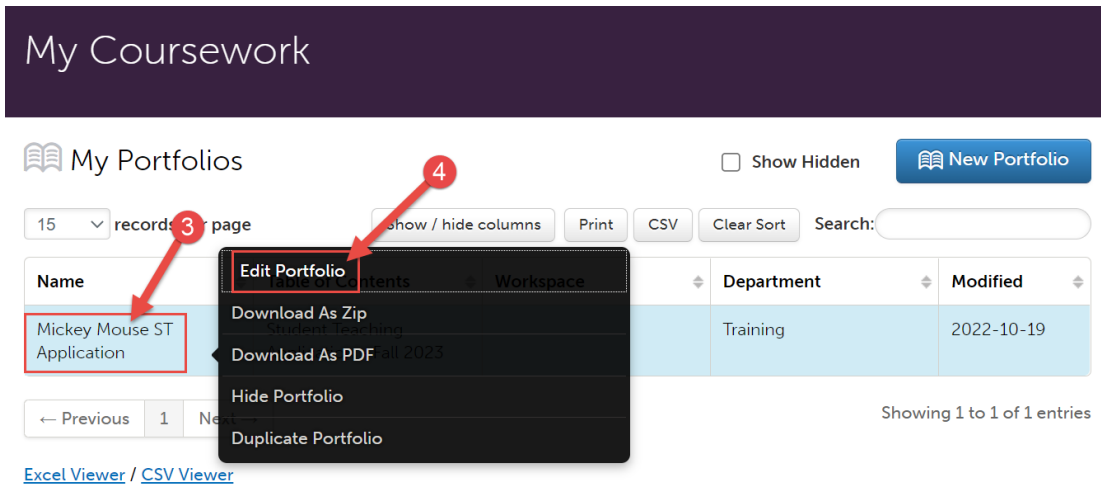 My Coursework
My Portfolios
Show Hidden
New Portfolio
4
15
records per page
3
Show / hide columns
Print
CSV
Clear Sort
Search:
Name
Table of Contents
Workspace
Department
Modified
Edit Portfolio
Mickey Mouse ST
Application
Student Teaching
Fall 2023
Training
2022-10-19
Download As Zip
Download As PDF
Hide Portfolio
Duplicate Portfolio
← Previous
1
Next →
Showing 1 to 1 of 1 entries
Excel Viewer / CSV Viewer